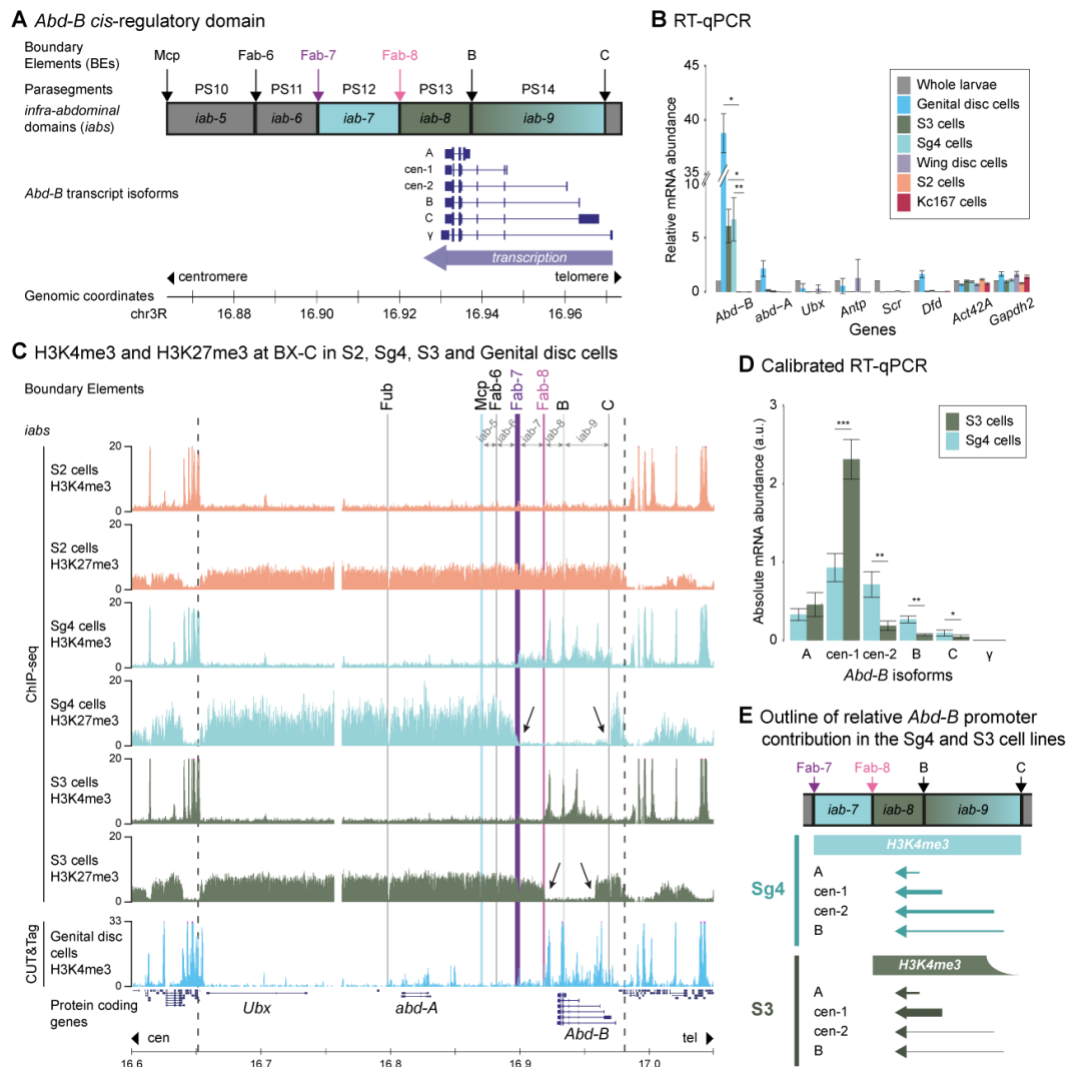 A Abd-B cis-regulatory domain
Boundary
Elements (BEs)
Mcp Fab-6 Fab-7 Fab-8 B C
Parasegments PS10 PS11 PS12 PS13 PS14
infra-abdominal
domains (iabs)
iab-5 iab-6 iab-7 iab-8 iab-9
Abd-B transcript isoforms
A
cen-1
cen-2
B
C
γ
transcription
centromere telomere
Genomic coordinates
chr3R
16.88 16.90 16.92 16.94 16.96
B RT-qPCR
Relative mRNA abundance
45
35
10
5
0
* * **
Whole larvae
Genital disc cells
S3 cells
Sg4 cells
Wing disc cells
S2 cells
Kc167 cells
Abd-B abd-A Ubx Antp Scr Dfd Act42A Gapdh2
Genes
C H3K4me3 and H3K27me3 at BX-C in S2, Sg4, S3 and Genital disc cells
Boundary Elements
Fub Mcp Fab-6 Fab-7 Fab-8 B C
iabs
iab-5 iab-6 iab-7 iab-8 iab-9
ChIP-seq
20
S2 cells
H3K4me3
0
20
S2 cells
H3K27me3
0
20
Sg4 cells
H3K4me3
0
20
Sg4 cells
H3K27me3
0
20
S3 cells
H3K4me3
0
20
S3 cells
H3K27me3
0
CUT&Tag
33
Genital disc
cells
H3K4me3
0
Protein coding
genes
Ubx abd-A Abd-B
cen tel
16.6 16.7 16.8 16.9 17.0
D Calibrated RT-qPCR
Absolute mRNA abundance (a.u.)
3
2
1
0
*** ** ** *
S3 cells
Sg4 cells
A cen-1 cen-2 B C γ
Abd-B isoforms
E Outline of relative Abd-B promoter
contribution in the Sg4 and S3 cell lines
Fab-7 Fab-8 B C
iab-7 iab-8 iab-9
H3K4me3
Sg4
A
cen-1
cen-2
B
H3K4me3
S3
A
cen-1
cen-2
B